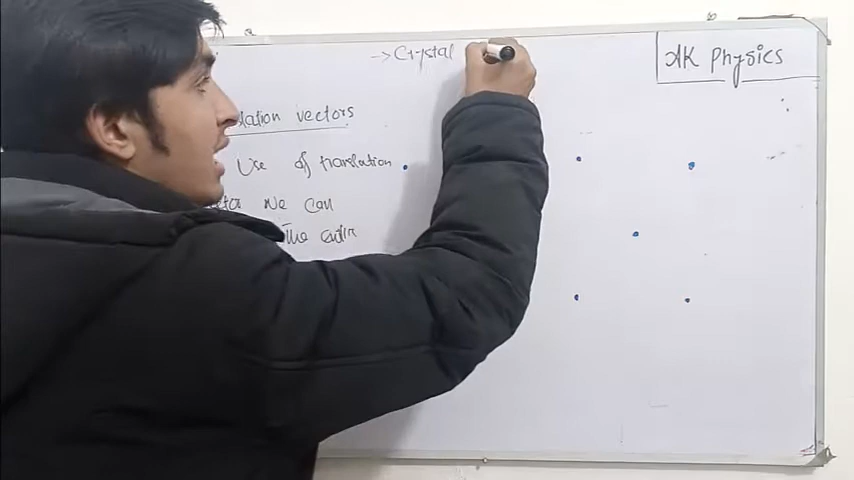 → Crystal
AK Physics
lation vectors
Use of translation
We can
The entire